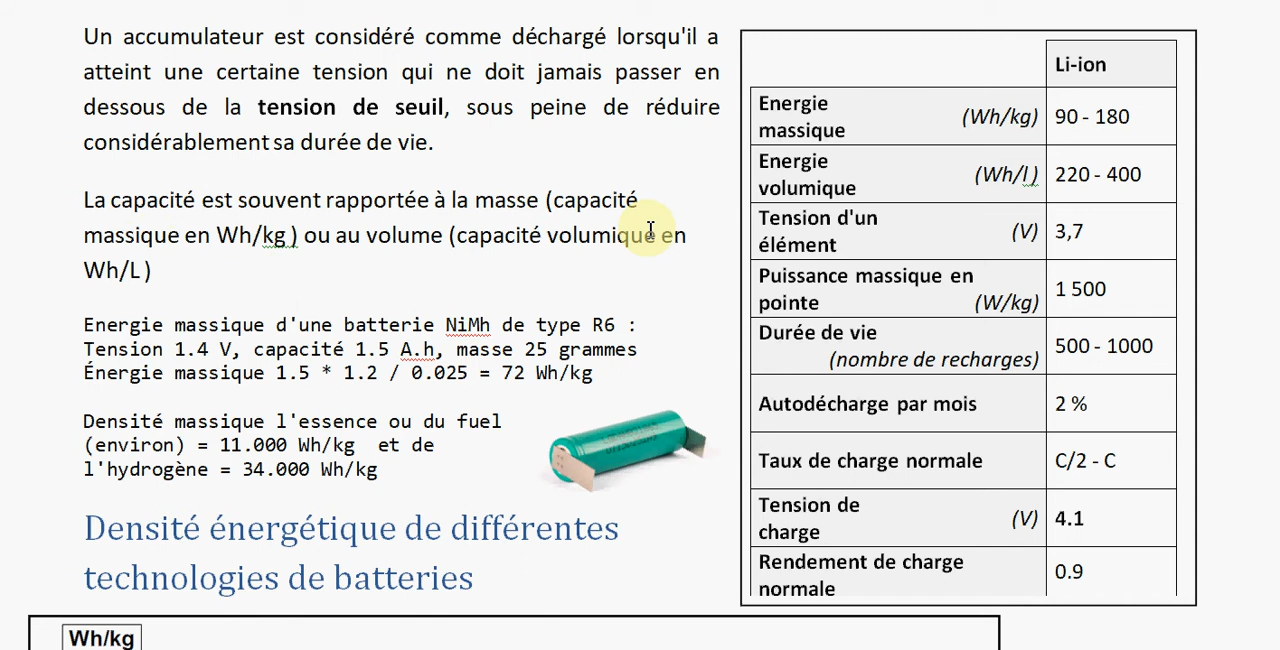 Un accumulateur est considéré comme déchargé lorsqu'il a
atteint une certaine tension qui ne doit jamais passer en
dessous de la tension de seuil, sous peine de réduire
considérablement sa durée de vie.
La capacité est souvent rapportée à la masse (capacité
massique en Wh/kg ) ou au volume (capacité volumique en
Wh/L )
Energie massique d'une batterie NiMh de type R6 :
Tension 1.4 V, capacité 1.5 A.h, masse 25 grammes
Énergie massique 1.5 * 1.2 / 0.025 = 72 Wh/kg
Densité massique l'essence ou du fuel
(environ) = 11.000 Wh/kg et de
l'hydrogène = 34.000 Wh/kg
Densité énergétique de différentes
technologies de batteries
Wh/kg
Li-ion
Energie
massique (Wh/kg) 90 - 180
Energie
volumique (Wh/l ) 220 - 400
Tension d'un
élément (V) 3,7
Puissance massique en
pointe (W/kg) 1 500
Durée de vie
(nombre de recharges) 500 - 1000
Autodécharge par mois 2 %
Taux de charge normale C/2 - C
Tension de
charge (V) 4.1
Rendement de charge
normale 0.9